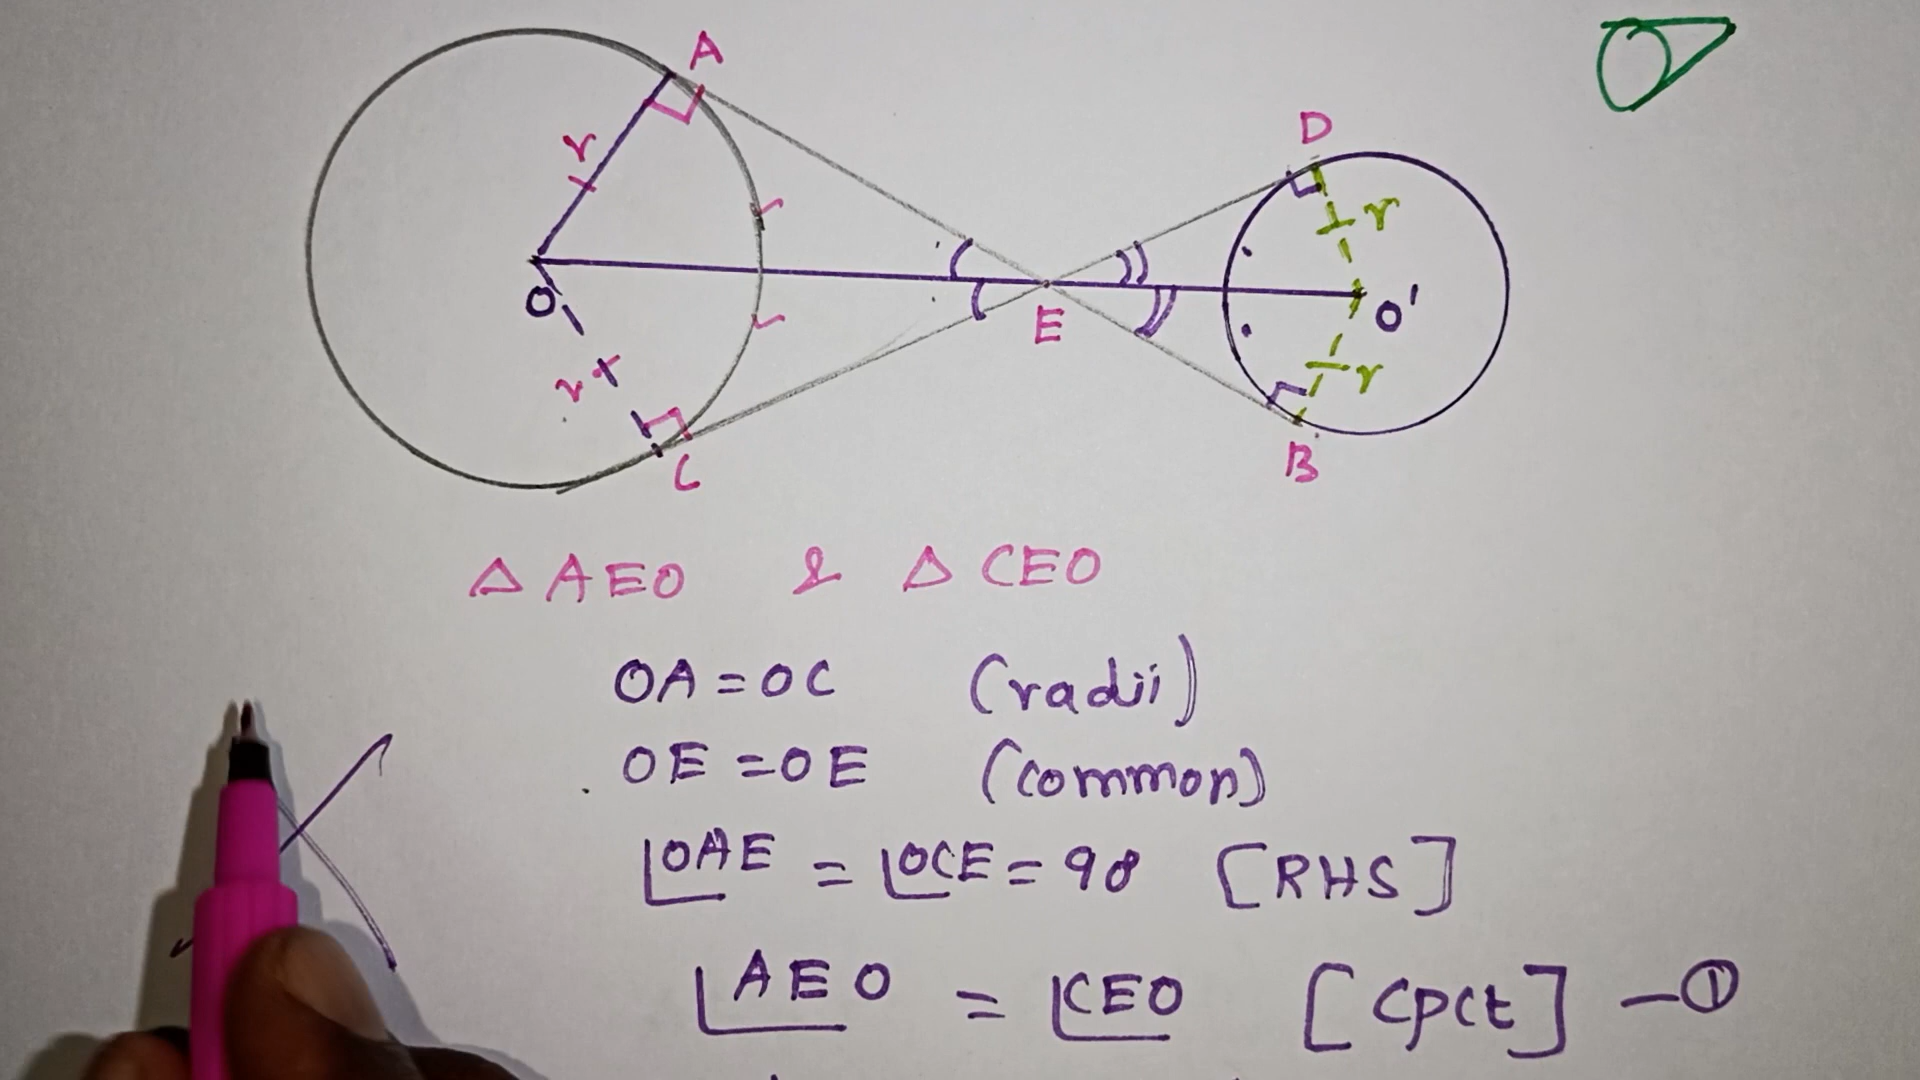 A
D
r
r
O
E
O'
r
r
C
B
△ AEO & △ CEO
OA = OC (radii)
OE = OE (common)
∠OAE = ∠OCE = 90 [RHS]
∠AEO = ∠CEO [Cpct] — ①